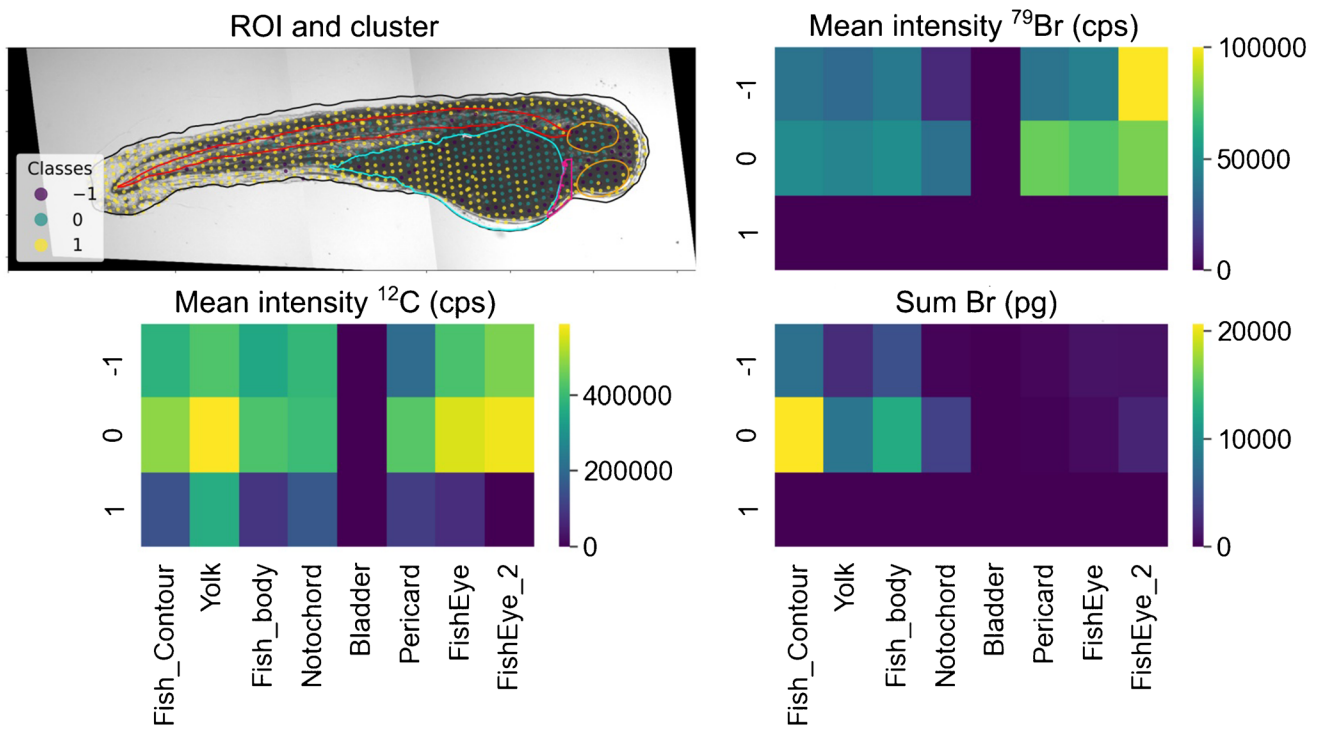 ROI and cluster
Classes
−1
0
1
Mean intensity ⁷⁹Br (cps)
-1
0
1
100000
50000
0
Mean intensity ¹²C (cps)
-1
0
1
400000
200000
0
Fish_Contour
Yolk
Fish_body
Notochord
Bladder
Pericard
FishEye
FishEye_2
Sum Br (pg)
-1
0
1
20000
10000
0
Fish_Contour
Yolk
Fish_body
Notochord
Bladder
Pericard
FishEye
FishEye_2